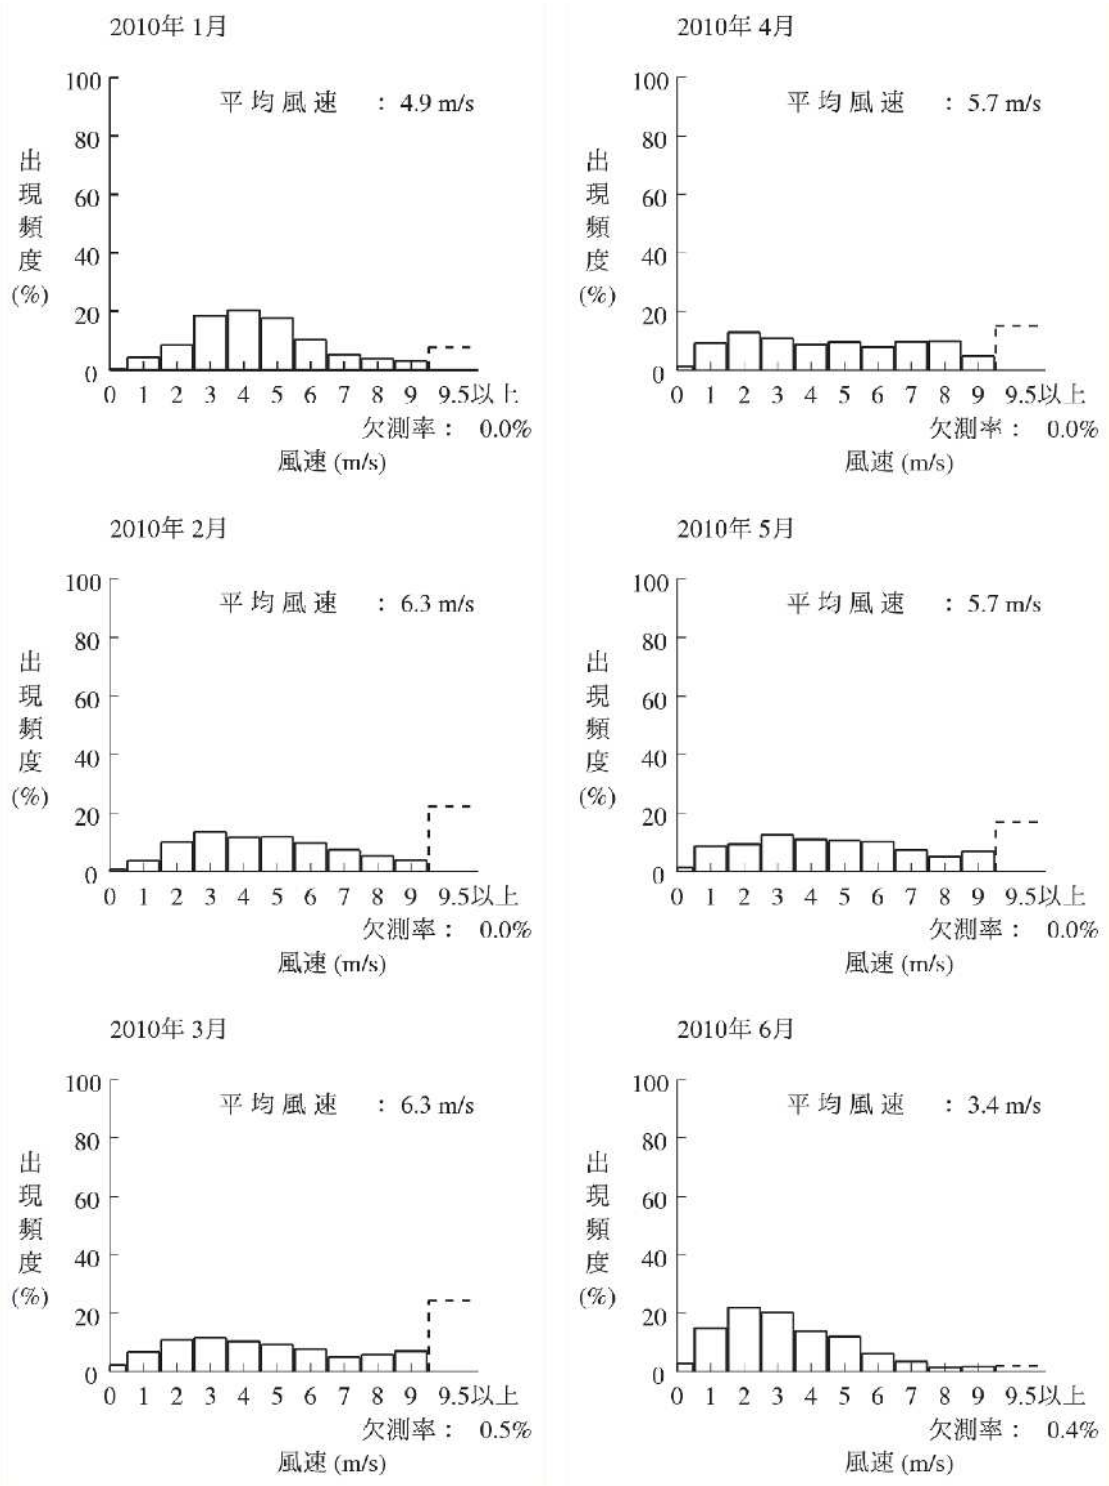 2010年 1月
平 均 風 速 : 4.9 m/s
出現頻度(%)
100
80
60
40
20
0
0 1 2 3 4 5 6 7 8 9 9.5以上
欠測率: 0.0%
風速 (m/s)
2010年 2月
平 均 風 速 : 6.3 m/s
出現頻度(%)
100
80
60
40
20
0
0 1 2 3 4 5 6 7 8 9 9.5以上
欠測率: 0.0%
風速 (m/s)
2010年 3月
平 均 風 速 : 6.3 m/s
出現頻度(%)
100
80
60
40
20
0
0 1 2 3 4 5 6 7 8 9 9.5以上
欠測率: 0.5%
風速 (m/s)
2010年 4月
平 均 風 速 : 5.7 m/s
出現頻度(%)
100
80
60
40
20
0
0 1 2 3 4 5 6 7 8 9 9.5以上
欠測率: 0.0%
風速 (m/s)
2010年 5月
平 均 風 速 : 5.7 m/s
出現頻度(%)
100
80
60
40
20
0
0 1 2 3 4 5 6 7 8 9 9.5以上
欠測率: 0.0%
風速 (m/s)
2010年 6月
平 均 風 速 : 3.4 m/s
出現頻度(%)
100
80
60
40
20
0
0 1 2 3 4 5 6 7 8 9 9.5以上
欠測率: 0.4%
風速 (m/s)